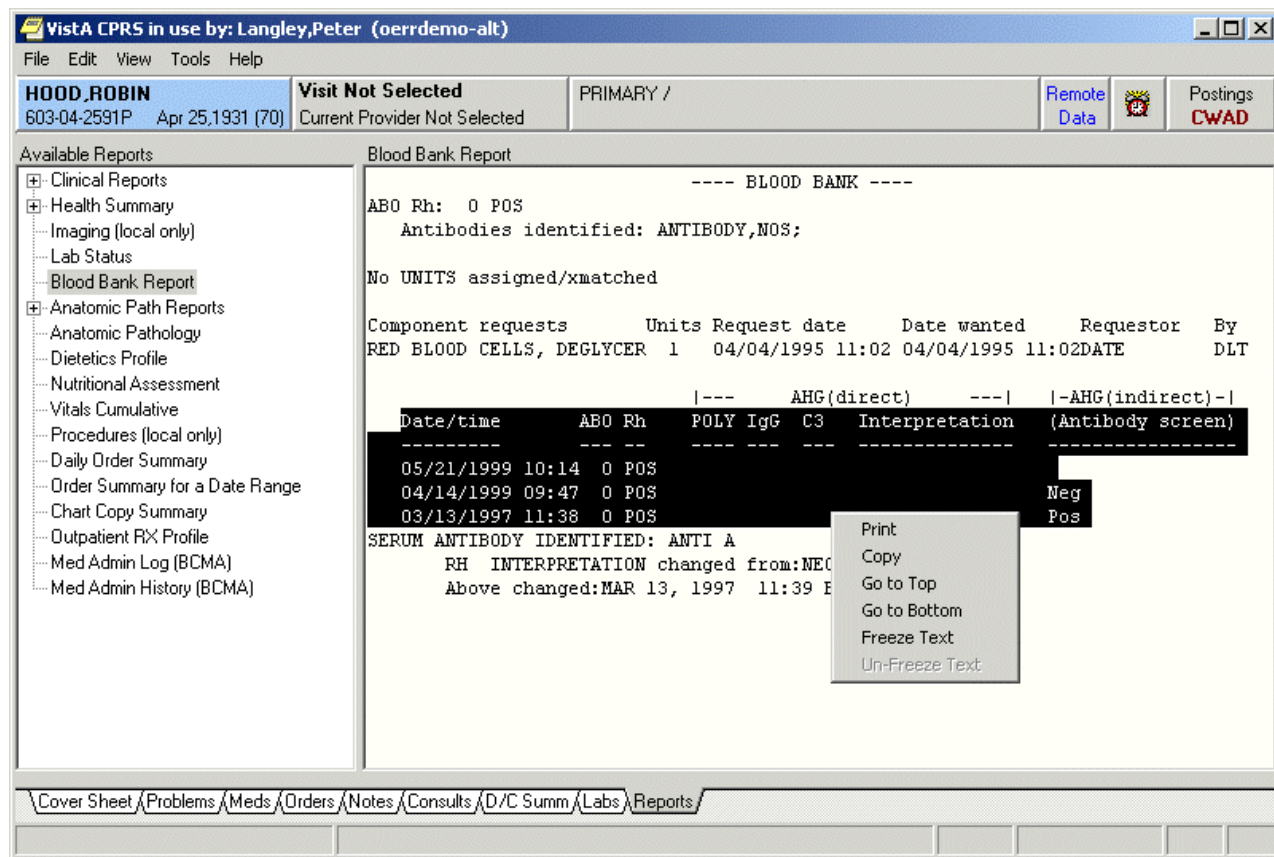 VistA CPRS in use by: Langley,Peter (oerrdemo-alt)
File Edit View Tools Help
HOOD,ROBIN
603-04-2591P Apr 25,1931 (70)
Visit Not Selected
Current Provider Not Selected
PRIMARY /
Remote
Data
Postings
CWAD
Available Reports
Clinical Reports
Health Summary
Imaging (local only)
Lab Status
Blood Bank Report
Anatomic Path Reports
Anatomic Pathology
Dietetics Profile
Nutritional Assessment
Vitals Cumulative
Procedures (local only)
Daily Order Summary
Order Summary for a Date Range
Chart Copy Summary
Outpatient RX Profile
Med Admin Log (BCMA)
Med Admin History (BCMA)
Blood Bank Report
---- BLOOD BANK ----
ABO Rh: O POS
Antibodies identified: ANTIBODY,NOS;
No UNITS assigned/xmatched
Component requests Units Request date Date wanted Requestor By
RED BLOOD CELLS, DEGLYCER 1 04/04/1995 11:02 04/04/1995 11:02DATE DLT
|--- AHG(direct) ---| |-AHG(indirect)-|
Date/time ABO Rh POLY IgG C3 Interpretation (Antibody screen)
--------- --- -- ---- --- --- -------------- -----------------
05/21/1999 10:14 O POS
04/14/1999 09:47 O POS Neg
03/13/1997 11:38 O POS Pos
SERUM ANTIBODY IDENTIFIED: ANTI A
RH INTERPRETATION changed from:
Above changed:MAR 13, 1997 11:39
Print
Copy
Go to Top
Go to Bottom
Freeze Text
Un-Freeze Text
Cover Sheet Problems Meds Orders Notes Consults D/C Summ Labs Reports